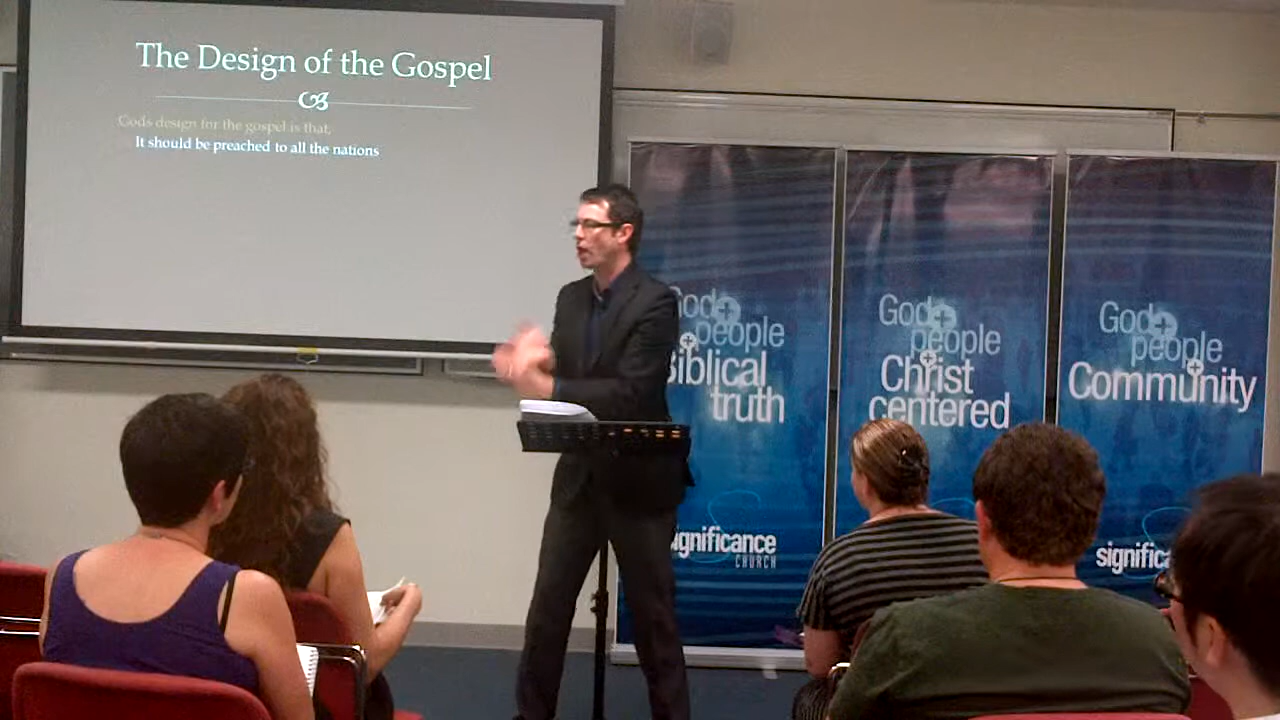 The Design of the Gospel
Gods design for the gospel is that,
It should be preached to all the nations
God+
people
+
Biblical
truth
significance
CHURCH
God+
people
+
Christ
centered
God+
people
+
Community
significa